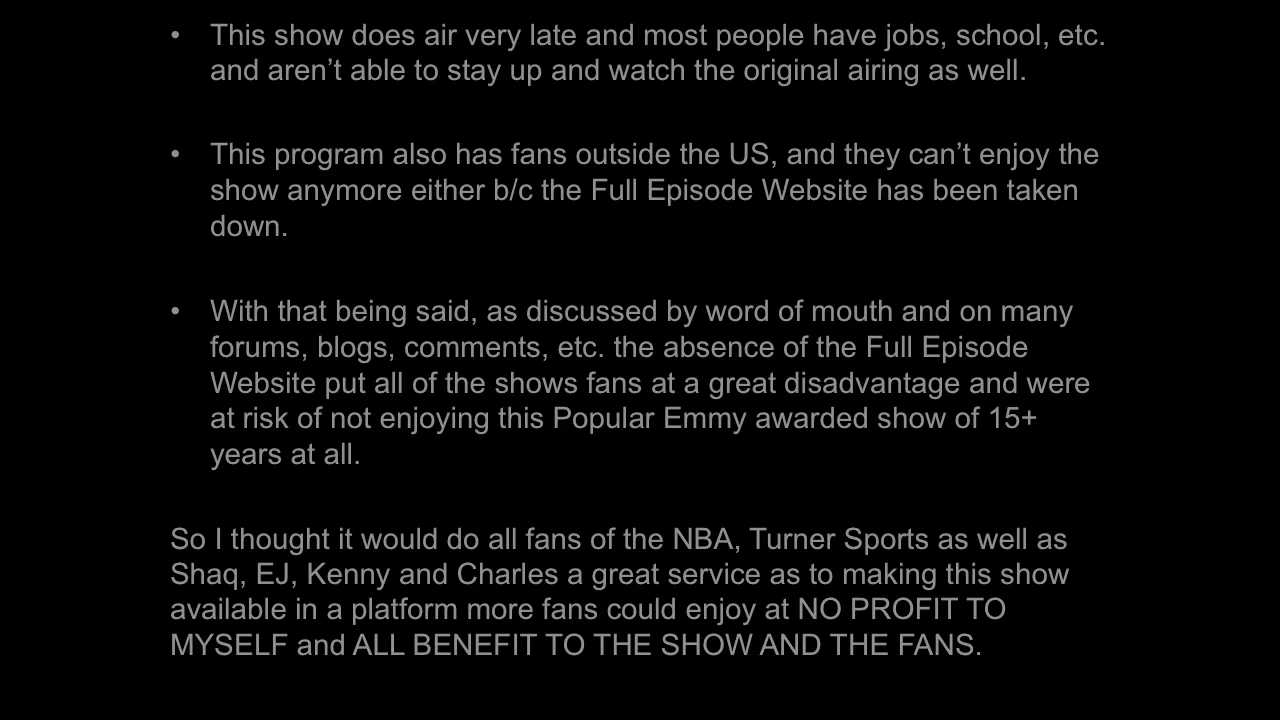 • This show does air very late and most people have jobs, school, etc.
and aren’t able to stay up and watch the original airing as well.
• This program also has fans outside the US, and they can’t enjoy the
show anymore either b/c the Full Episode Website has been taken
down.
• With that being said, as discussed by word of mouth and on many
forums, blogs, comments, etc. the absence of the Full Episode
Website put all of the shows fans at a great disadvantage and were
at risk of not enjoying this Popular Emmy awarded show of 15+
years at all.
So I thought it would do all fans of the NBA, Turner Sports as well as
Shaq, EJ, Kenny and Charles a great service as to making this show
available in a platform more fans could enjoy at NO PROFIT TO
MYSELF and ALL BENEFIT TO THE SHOW AND THE FANS.